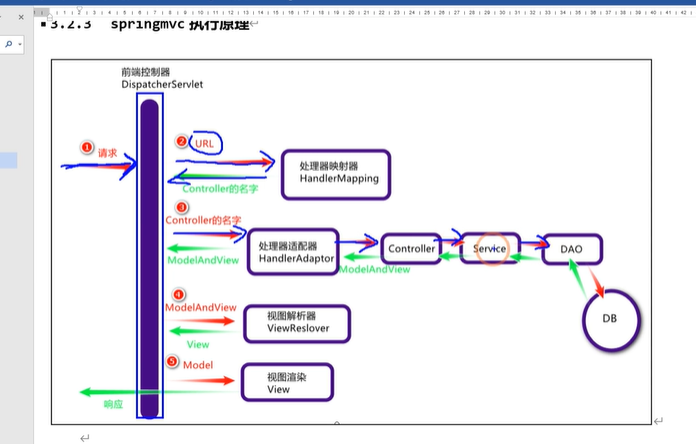 3.2.3 springmvc 执行原理
前端控制器
DispatcherServlet
1 请求
2 URL
处理器映射器
HandlerMapping
Controller的名字
3
Controller的名字
处理器适配器
HandlerAdaptor
Controller
Service
DAO
ModelAndView
ModelAndView
4
ModelAndView
视图解析器
ViewReslover
DB
View
5 Model
视图渲染
View
响应